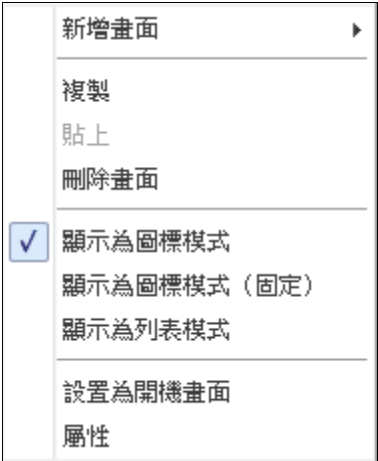 新增畫面
複製
貼上
刪除畫面
顯示為圖標模式
顯示為圖標模式（固定）
顯示為列表模式
設置為開機畫面
屬性